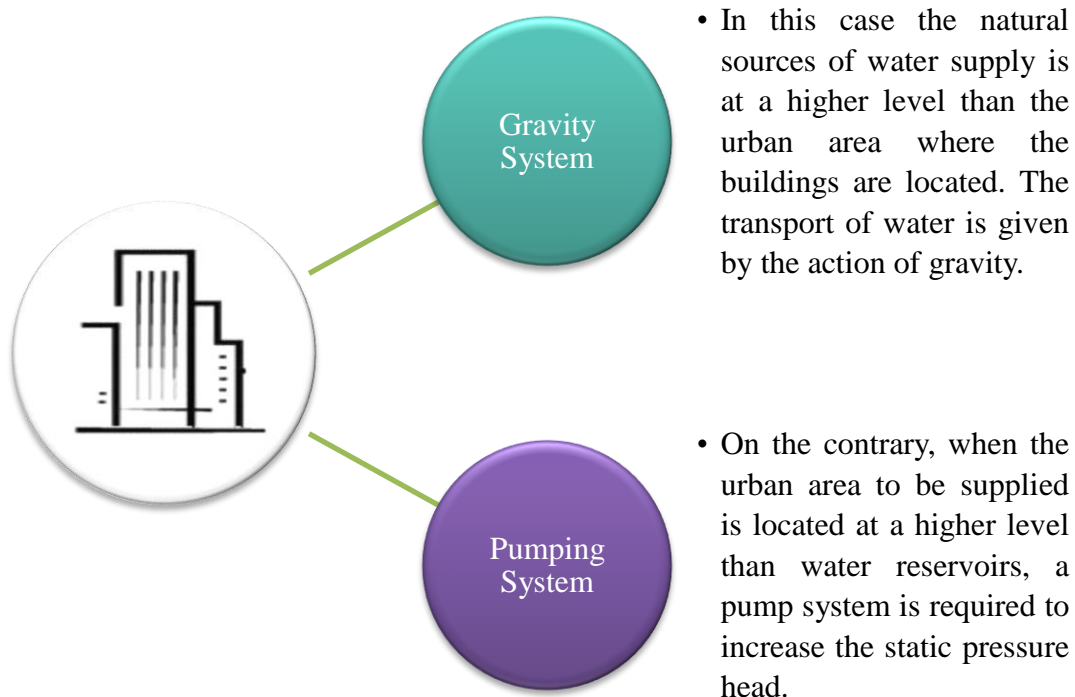 Gravity
System
• In this case the natural
sources of water supply is
at a higher level than the
urban area where the
buildings are located. The
transport of water is given
by the action of gravity.
Pumping
System
• On the contrary, when the
urban area to be supplied
is located at a higher level
than water reservoirs, a
pump system is required to
increase the static pressure
head.